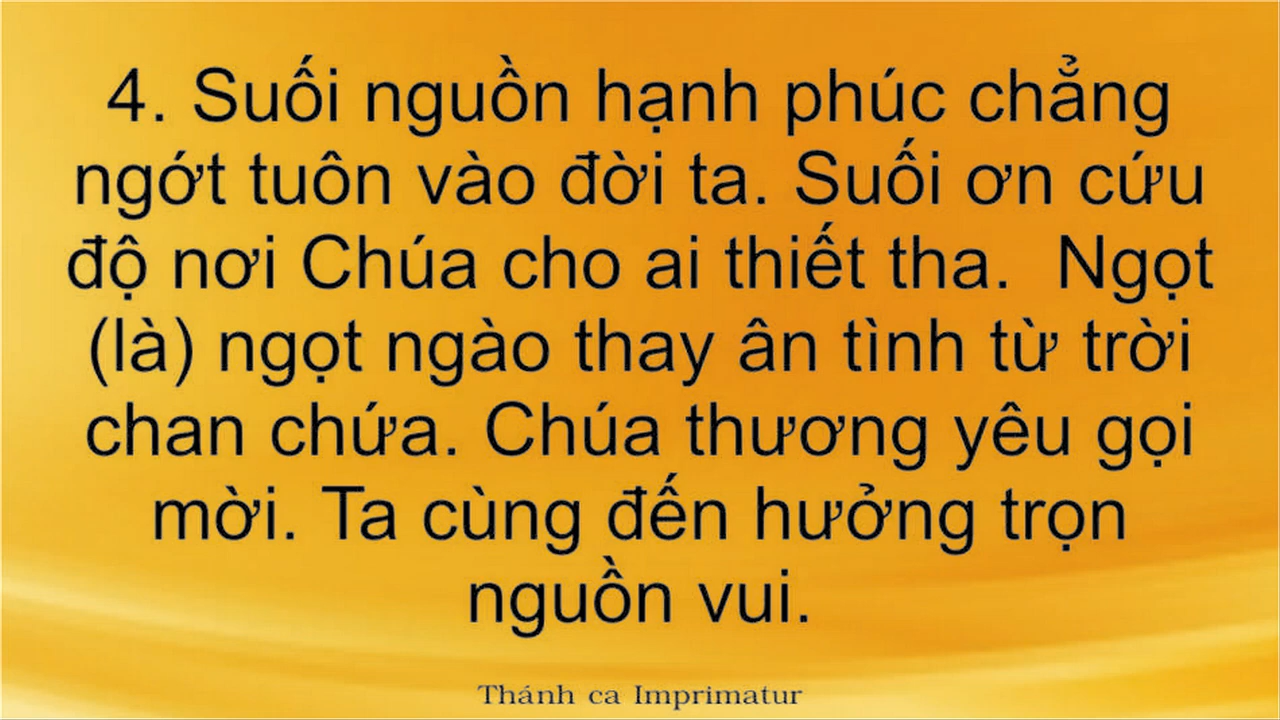 4. Suối nguồn hạnh phúc chẳng
ngớt tuôn vào đời ta. Suối ơn cứu
độ nơi Chúa cho ai thiết tha.  Ngọt
(là) ngọt ngào thay ân tình từ trời
chan chứa. Chúa thương yêu gọi
mời. Ta cùng đến hưởng trọn
nguồn vui.
Thánh ca Imprimatur